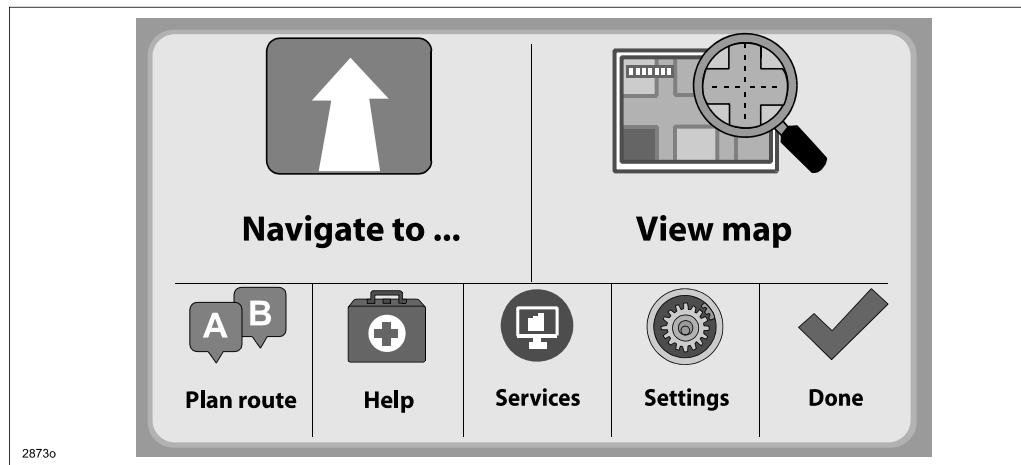 Navigate to ...
View map
A
B
Plan route
Help
Services
Settings
Done
2873o